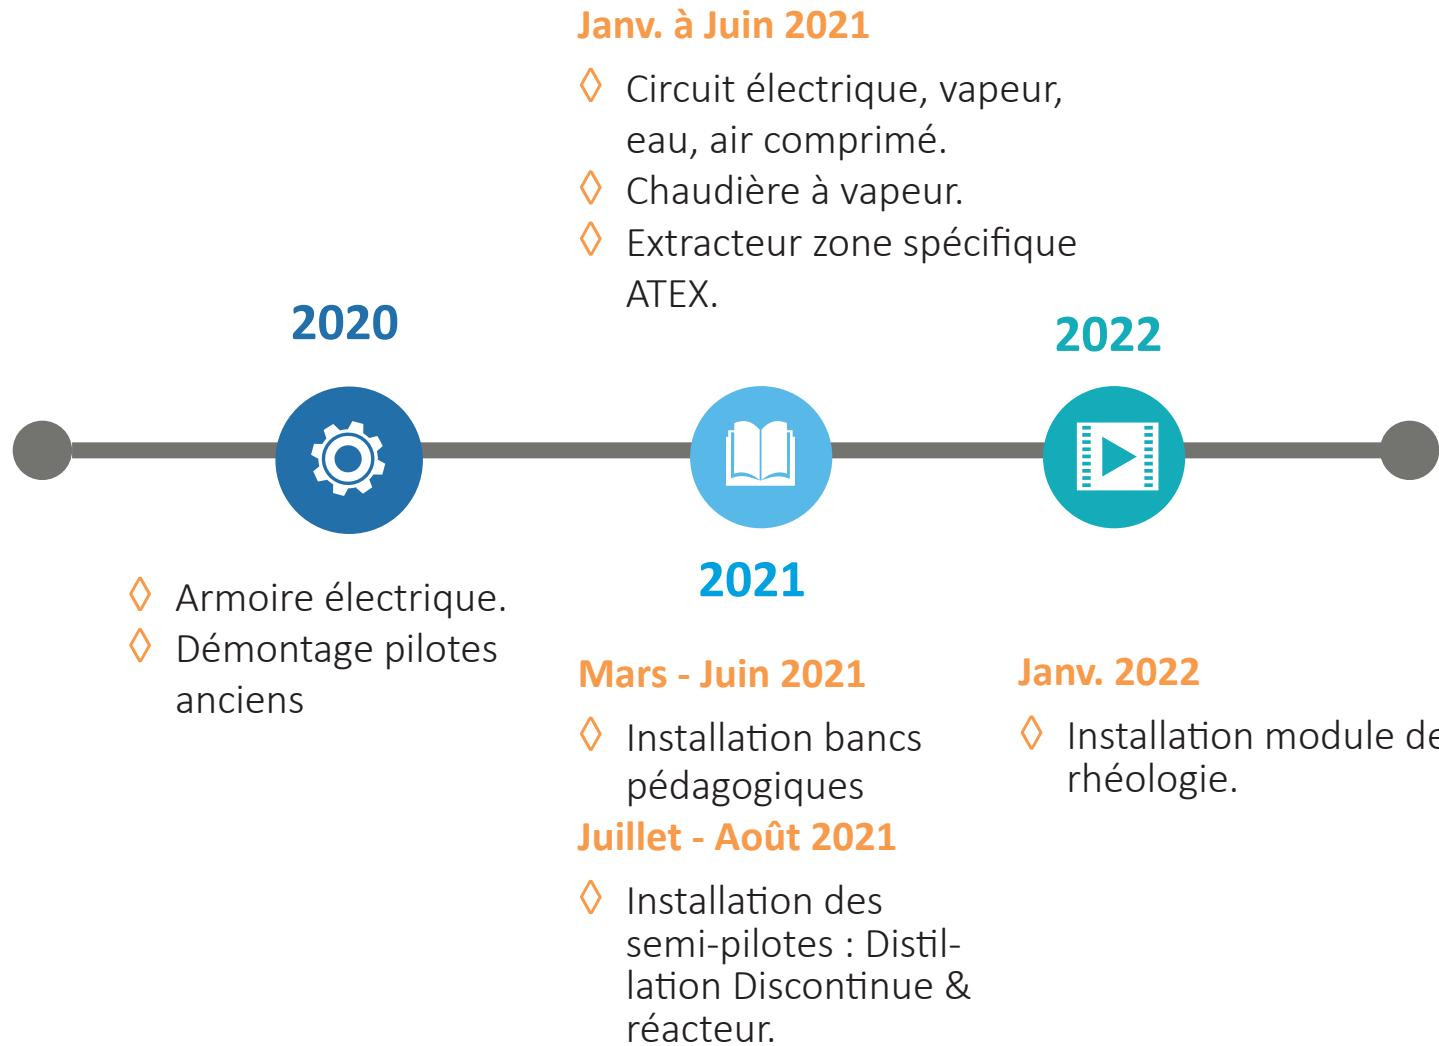 Janv. à Juin 2021
◊ Circuit électrique, vapeur,
eau, air comprimé.
◊ Chaudière à vapeur.
◊ Extracteur zone spécifique
ATEX.
2020
2022
◊ Armoire électrique.
◊ Démontage pilotes
anciens
2021
Mars - Juin 2021
◊ Installation bancs
pédagogiques
Juillet - Août 2021
◊ Installation des
semi-pilotes : Distil-
lation Discontinue &
réacteur.
Janv. 2022
◊ Installation module de
rhéologie.